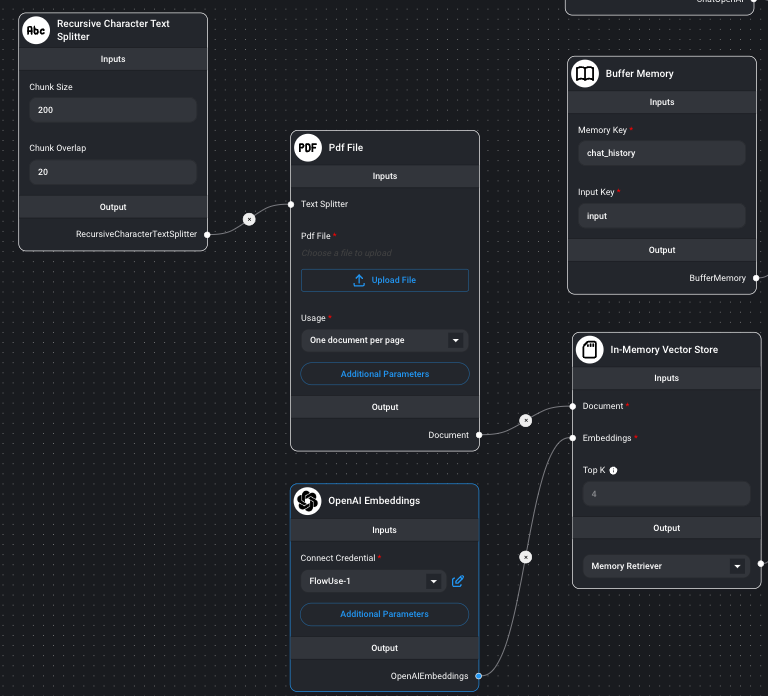 ChatOpenAI
Abc
Recursive Character Text
Splitter
Inputs
Chunk Size
200
Chunk Overlap
20
Output
RecursiveCharacterTextSplitter
PDF
Pdf File
Inputs
Text Splitter
Pdf File *
Choose a file to upload
Upload File
Usage *
One document per page
Additional Parameters
Output
Document
OpenAI Embeddings
Inputs
Connect Credential *
FlowUse-1
Additional Parameters
Output
OpenAIEmbeddings
Buffer Memory
Inputs
Memory Key *
chat_history
Input Key *
input
Output
BufferMemory
In-Memory Vector Store
Inputs
Document *
Embeddings *
Top K
4
Output
Memory Retriever